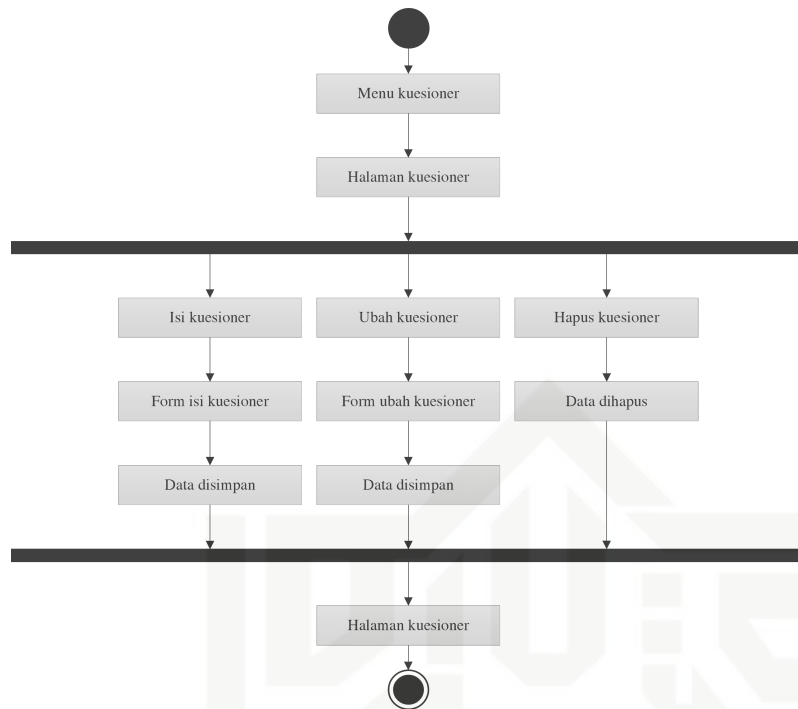 Menu kuesioner
Halaman kuesioner
Isi kuesioner
Ubah kuesioner
Hapus kuesioner
Form isi kuesioner
Form ubah kuesioner
Data dihapus
Data disimpan
Data disimpan
Halaman kuesioner